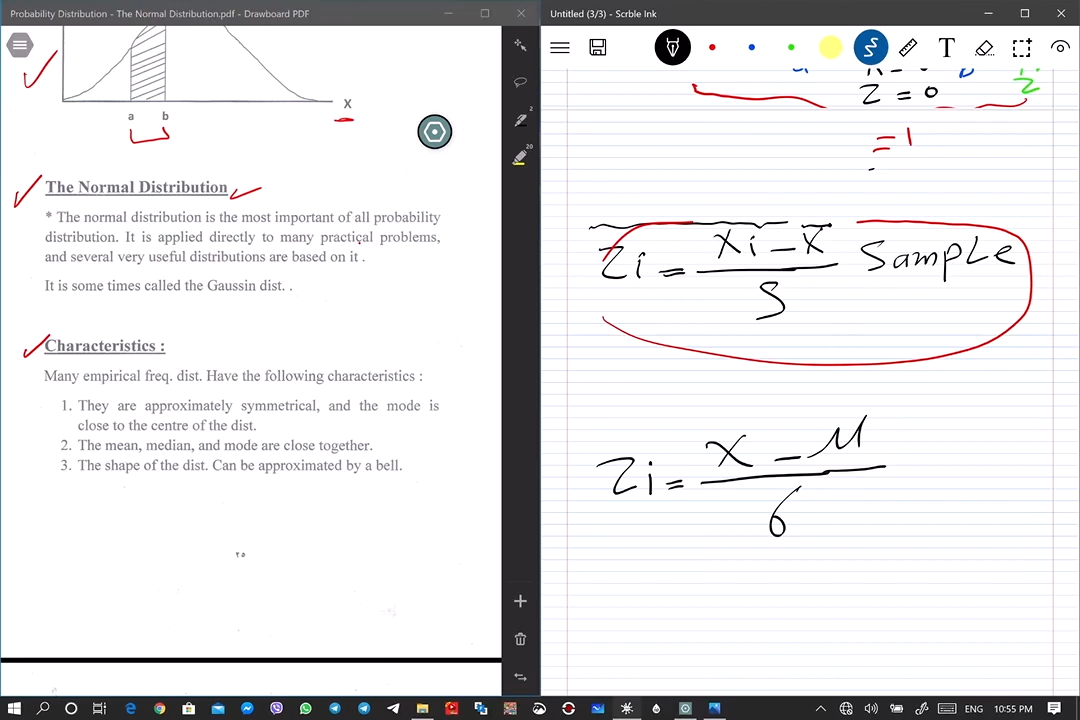 Probability Distribution - The Normal Distribution.pdf - Drawboard PDF
Untitled (3/3) - Scrble Ink
X
a b
2
20
The Normal Distribution
* The normal distribution is the most important of all probability
distribution. It is applied directly to many practical problems,
and several very useful distributions are based on it .
It is some times called the Gaussin dist. .
Characteristics :
Many empirical freq. dist. Have the following characteristics :
1. They are approximately symmetrical, and the mode is
close to the centre of the dist.
2. The mean, median, and mode are close together.
3. The shape of the dist. Can be approximated by a bell.
٢٥
T
Z = 0
= 1
Zi = Xi - X̅ Sample
S
Zi = X - M
6
ENG 10:55 PM